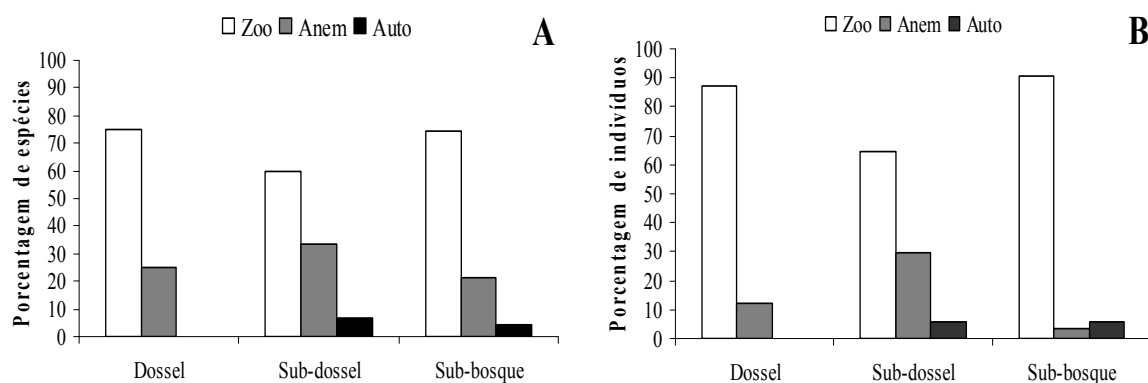 Zoo Anem Auto
A
Porcentagem de espécies
100
90
80
70
60
50
40
30
20
10
0
Dossel Sub-dossel Sub-bosque
Zoo Anem Auto
B
Porcentagem de indivíduos
100
90
80
70
60
50
40
30
20
10
0
Dossel Sub-dossel Sub-bosque